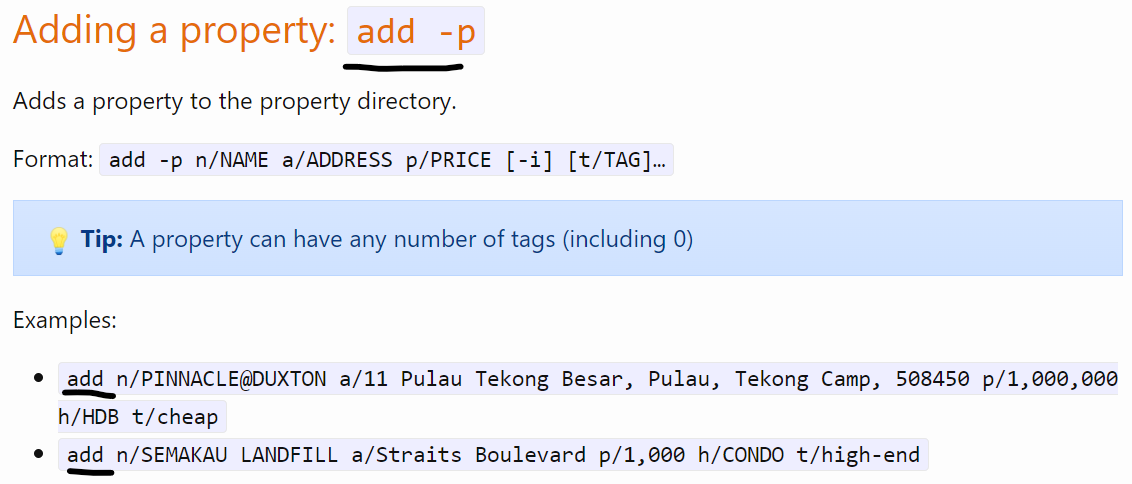 Adding a property: add -p
Adds a property to the property directory.
Format: add -p n/NAME a/ADDRESS p/PRICE [-i] [t/TAG]…
💡 Tip: A property can have any number of tags (including 0)
Examples:
• add n/PINNACLE@DUXTON a/11 Pulau Tekong Besar, Pulau, Tekong Camp, 508450 p/1,000,000
h/HDB t/cheap
• add n/SEMAKAU LANDFILL a/Straits Boulevard p/1,000 h/CONDO t/high-end